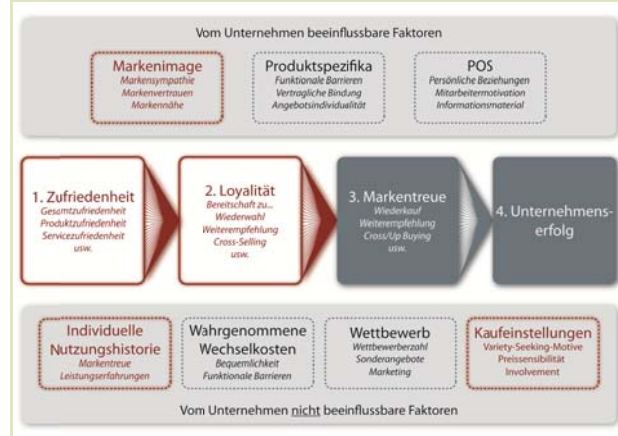 Vom Unternehmen beeinflussbare Faktoren
Markenimage
Markensympathie
Markenvertrauen
Markennähe
Produktspezifika
Funktionale Barrieren
Vertragliche Bindung
Angebotsindividualität
POS
Persönliche Beziehungen
Mitarbeitermotivation
Informationsmaterial
1. Zufriedenheit
Gesamtzufriedenheit
Produktzufriedenheit
Servicezufriedenheit
usw.
2. Loyalität
Bereitschaft zu...
Wiederwahl
Weiterempfehlung
Cross-Selling
usw.
3. Markentreue
Wiederkauf
Weiterempfehlung
Cross/Up Buying
usw.
4. Unternehmens-
erfolg
Individuelle
Nutzungshistorie
Markentreue
Leistungserfahrungen
Wahrgenommene
Wechselkosten
Bequemlichkeit
Funktionale Barrieren
Wettbewerb
Wettbewerberzahl
Sonderangebote
Marketing
Kaufeinstellungen
Variety-Seeking-Motive
Preissensibilität
Involvement
Vom Unternehmen nicht beeinflussbare Faktoren